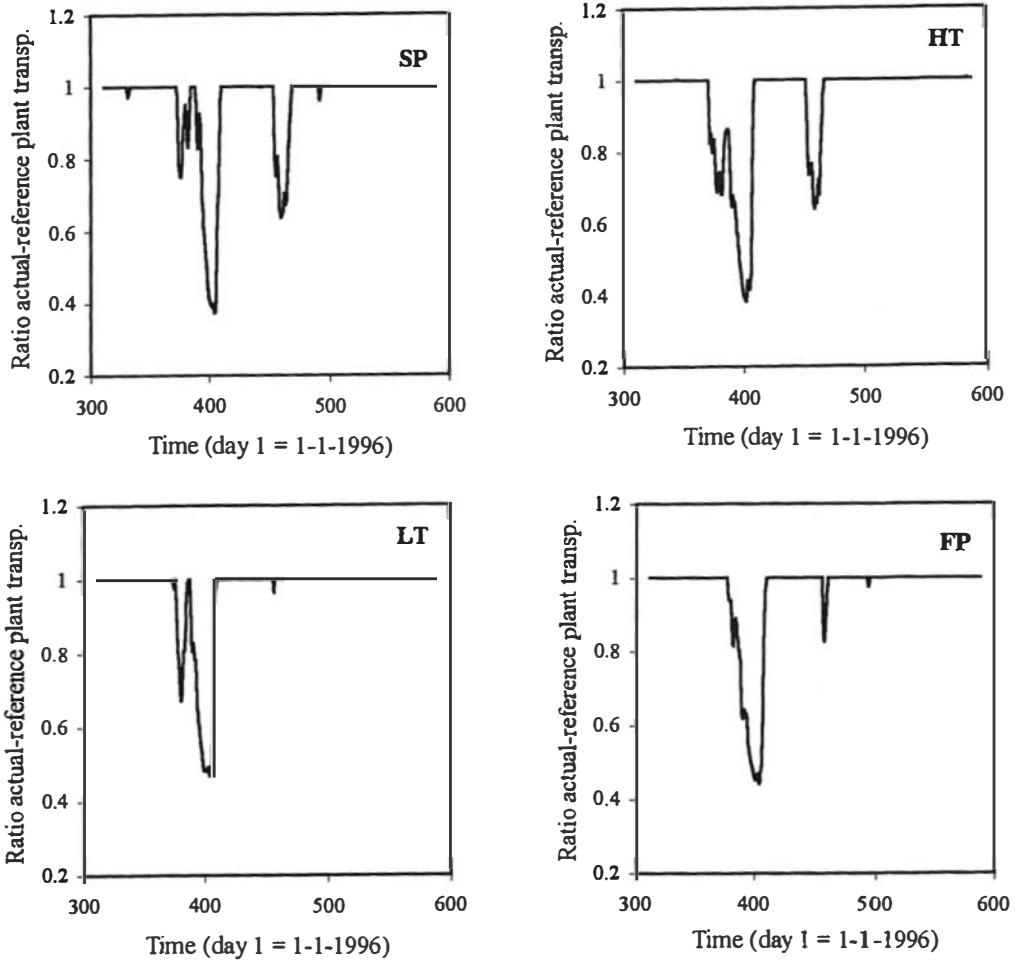 1.2
1
0.8
0.6
0.4
0.2
Ratio actual-reference plant transp.
SP
300 400 500 600
Time (day 1 = 1-1-1996)
1.2
1
0.8
0.6
0.4
0.2
Ratio actual-reference plant transp.
HT
300 400 500 600
Time (day 1 = 1-1-1996)
1.2
1
0.8
0.6
0.4
0.2
Ratio actual-reference plant transp.
LT
300 400 500 600
Time (day 1 = 1-1-1996)
1.2
1
0.8
0.6
0.4
0.2
Ratio actual-reference plant transp.
FP
300 400 500 600
Time (day 1 = 1-1-1996)